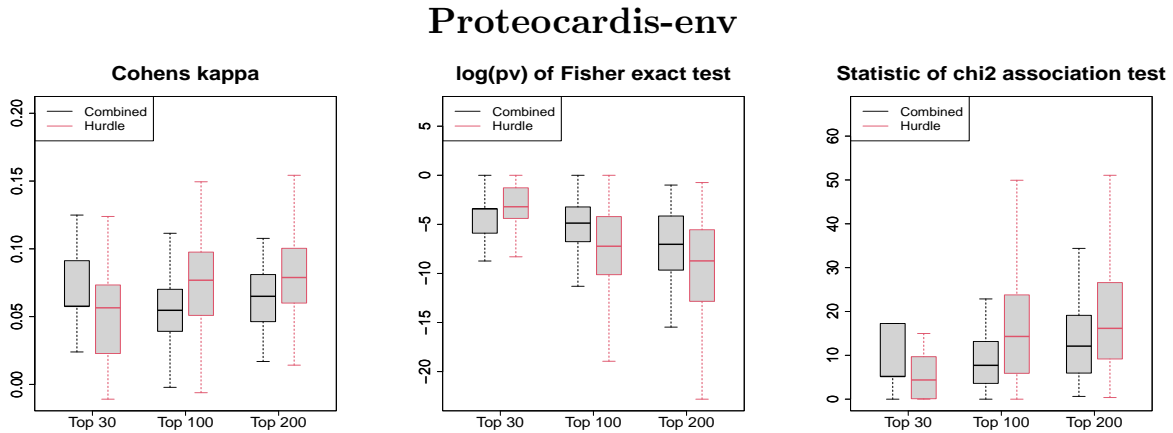 Proteocardis-env
Cohens kappa
Combined
Hurdle
0.20
0.15
0.10
0.05
0.00
Top 30 Top 100 Top 200
log(pv) of Fisher exact test
Combined
Hurdle
5
0
−5
−10
−15
−20
Top 30 Top 100 Top 200
Statistic of chi2 association test
Combined
Hurdle
60
50
40
30
20
10
0
Top 30 Top 100 Top 200